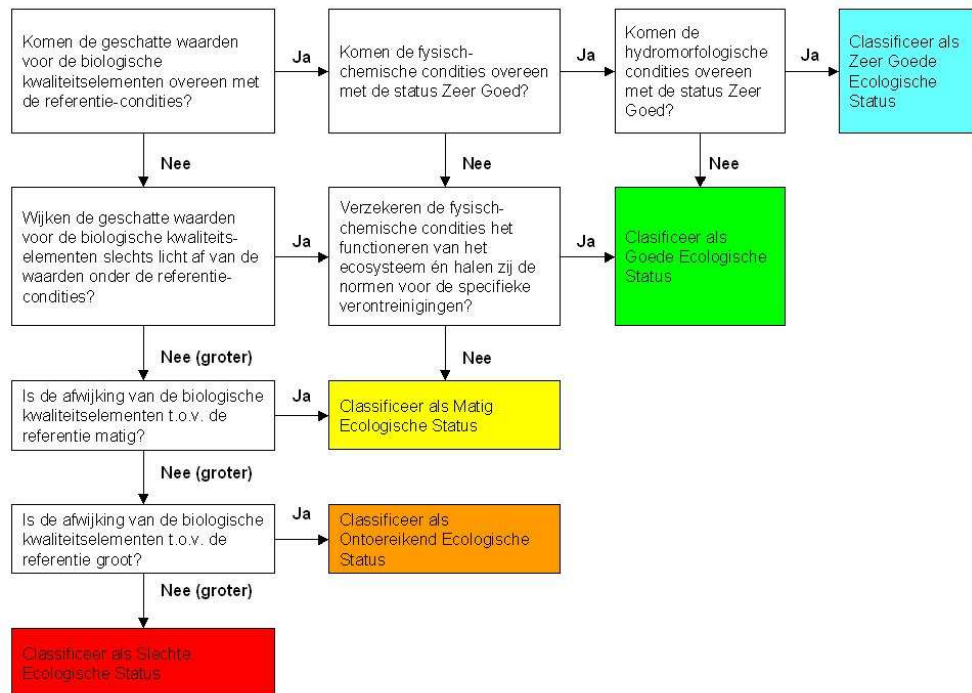 Komen de geschatte waarden
voor de biologische
kwaliteitselementen
overeen met
de referentie-condities?
Ja
Komen de fysisch-
chemische condities overeen
met de status Zeer Goed?
Ja
Komen de
hydromorfologische
condities overeen
met de status Zeer
Goed?
Ja
Classificeer als
Zeer Goede
Ecologische
Status
Nee
Nee
Nee
Wijken de geschatte waarden
voor de biologische kwaliteits-
elementen slechts licht af van de
waarden onder de referentie-
condities?
Ja
Verzekeren de fysisch-
chemische condities het
functioneren van het
ecosysteem én halen zij de
normen voor de specifieke
verontreinigingen?
Ja
Clasificeer als
Goede Ecologische
Status
Nee (groter)
Nee
Is de afwijking van de biologische
kwaliteitselementen t.o.v. de
referentie matig?
Ja
Classificeer als Matig
Ecologische Status
Nee (groter)
Is de afwijking van de biologische
kwaliteitselementen t.o.v. de
referentie groot?
Ja
Classificeer als
Ontoereikend Ecologische
Status
Nee (groter)
Classificeer als Slechte
Ecologische Status